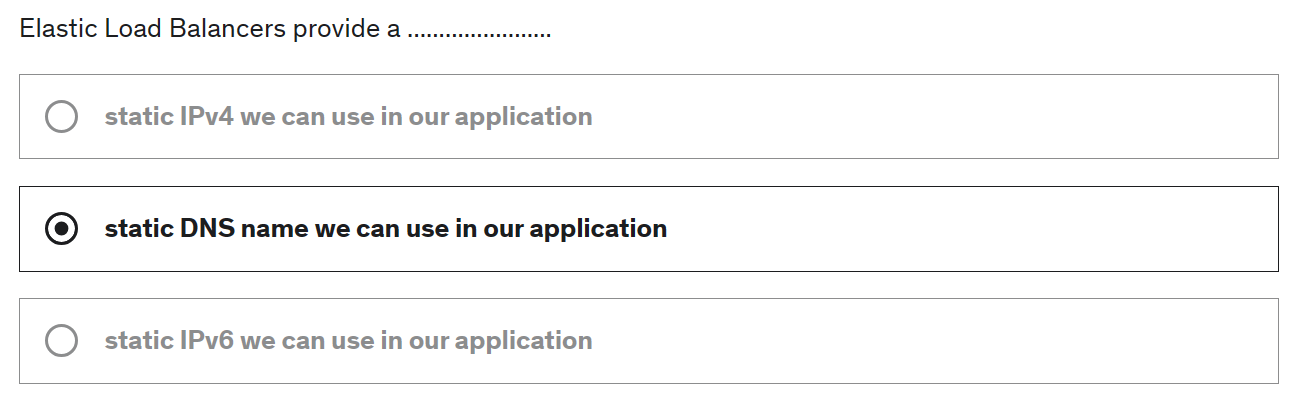 Elastic Load Balancers provide a .......................
static IPv4 we can use in our application
static DNS name we can use in our application
static IPv6 we can use in our application